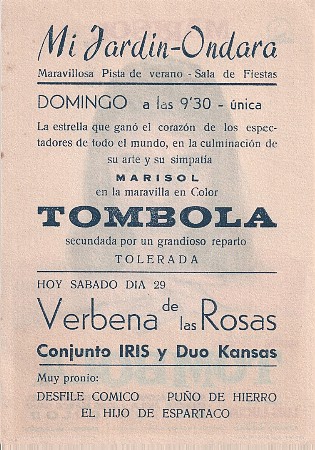 Mi Jardin-Ondara
Maravillosa Pista de verano - Sala de Fiestas
DOMINGO a las 9'30 - única
La estrella que ganó el corazón de los espec-
tadores de todo el mundo, en la culminación de
su arte y su simpatía
MARISOL
en la maravilla en Color
TOMBOLA
secundada por un grandioso reparto
TOLERADA
HOY SABADO DIA 29
Verbena de las Rosas
Conjunto IRIS y Duo Kansas
Muy pronio:
DESFILE COMICO PUÑO DE HIERRO
EL HIJO DE ESPARTACO